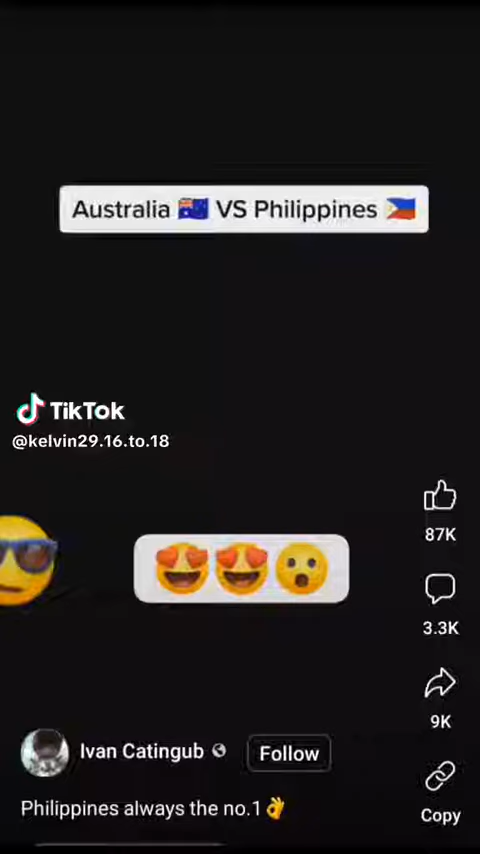 Australia 🇦🇺 VS Philippines 🇵🇭
TikTok
@kelvin29.16.to.18
😍😍😮
87K
3.3K
9K
Ivan Catingub
Follow
Philippines always the no.1👌
Copy